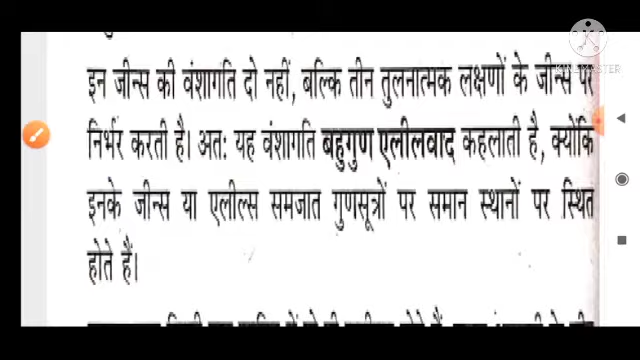 इन जीन्स की वंशागति दो नहीं, बल्कि तीन तुलनात्मक लक्षणों के जीन्स पर
निर्भर करती है। अतः यह वंशागति बहुगुण एलीलवाद कहलाती है, क्योंकि
इनके जीन्स या एलील्स समजात गुणसूत्रों पर समान स्थानों पर स्थित
होते हैं।
KINEMASTER